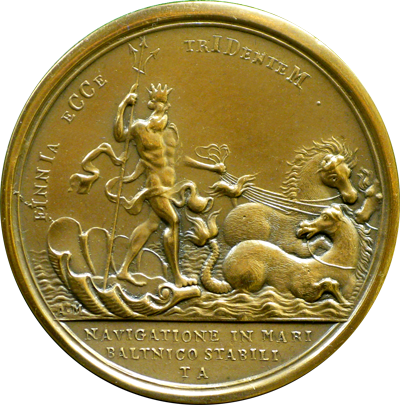 FINNIA ECCE TRIDENTEM
NAVIGATIONE IN MARI
BALTNICO STABILI
TA